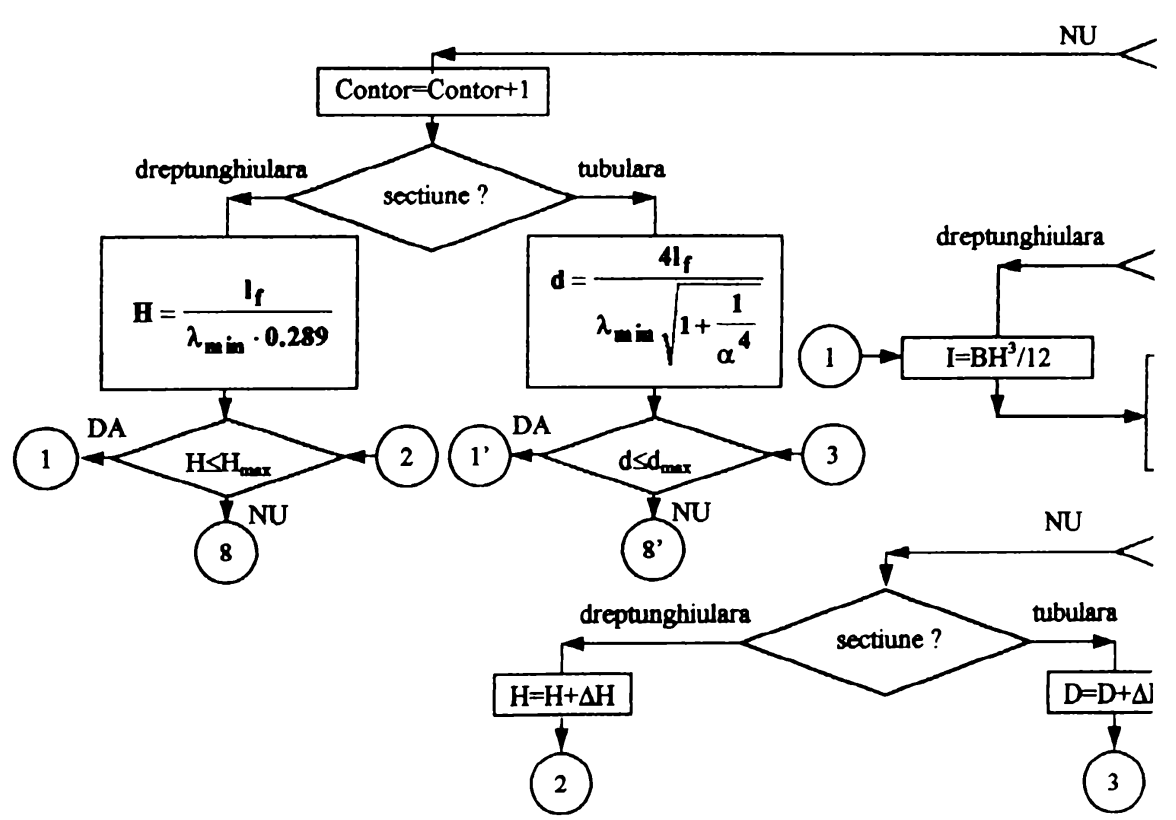 NU
Contor=Contor+1
dreptunghiulara
sectiune ?
tubulara
H = l_f / (λ_min · 0.289)
d = 4l_f / (λ_min √(1 + 1/α^4))
dreptunghiulara
1
I=BH³/12
1
DA
H≤H_max
2
NU
8
1'
DA
d≤d_max
3
NU
8'
NU
dreptunghiulara
sectiune ?
tubulara
H=H+ΔH
D=D+Δ
2
3